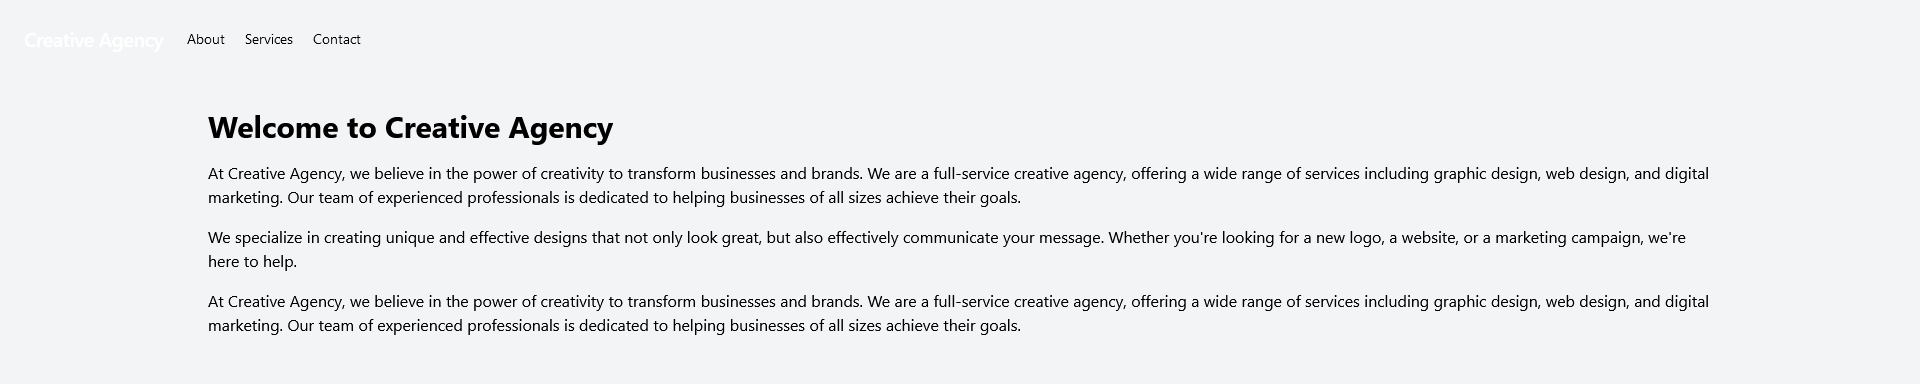 Creative Agency About Services Contact
Welcome to Creative Agency
At Creative Agency, we believe in the power of creativity to transform businesses and brands. We are a full-service creative agency, offering a wide range of services including graphic design, web design, and digital
marketing. Our team of experienced professionals is dedicated to helping businesses of all sizes achieve their goals.
We specialize in creating unique and effective designs that not only look great, but also effectively communicate your message. Whether you're looking for a new logo, a website, or a marketing campaign, we're
here to help.
At Creative Agency, we believe in the power of creativity to transform businesses and brands. We are a full-service creative agency, offering a wide range of services including graphic design, web design, and digital
marketing. Our team of experienced professionals is dedicated to helping businesses of all sizes achieve their goals.